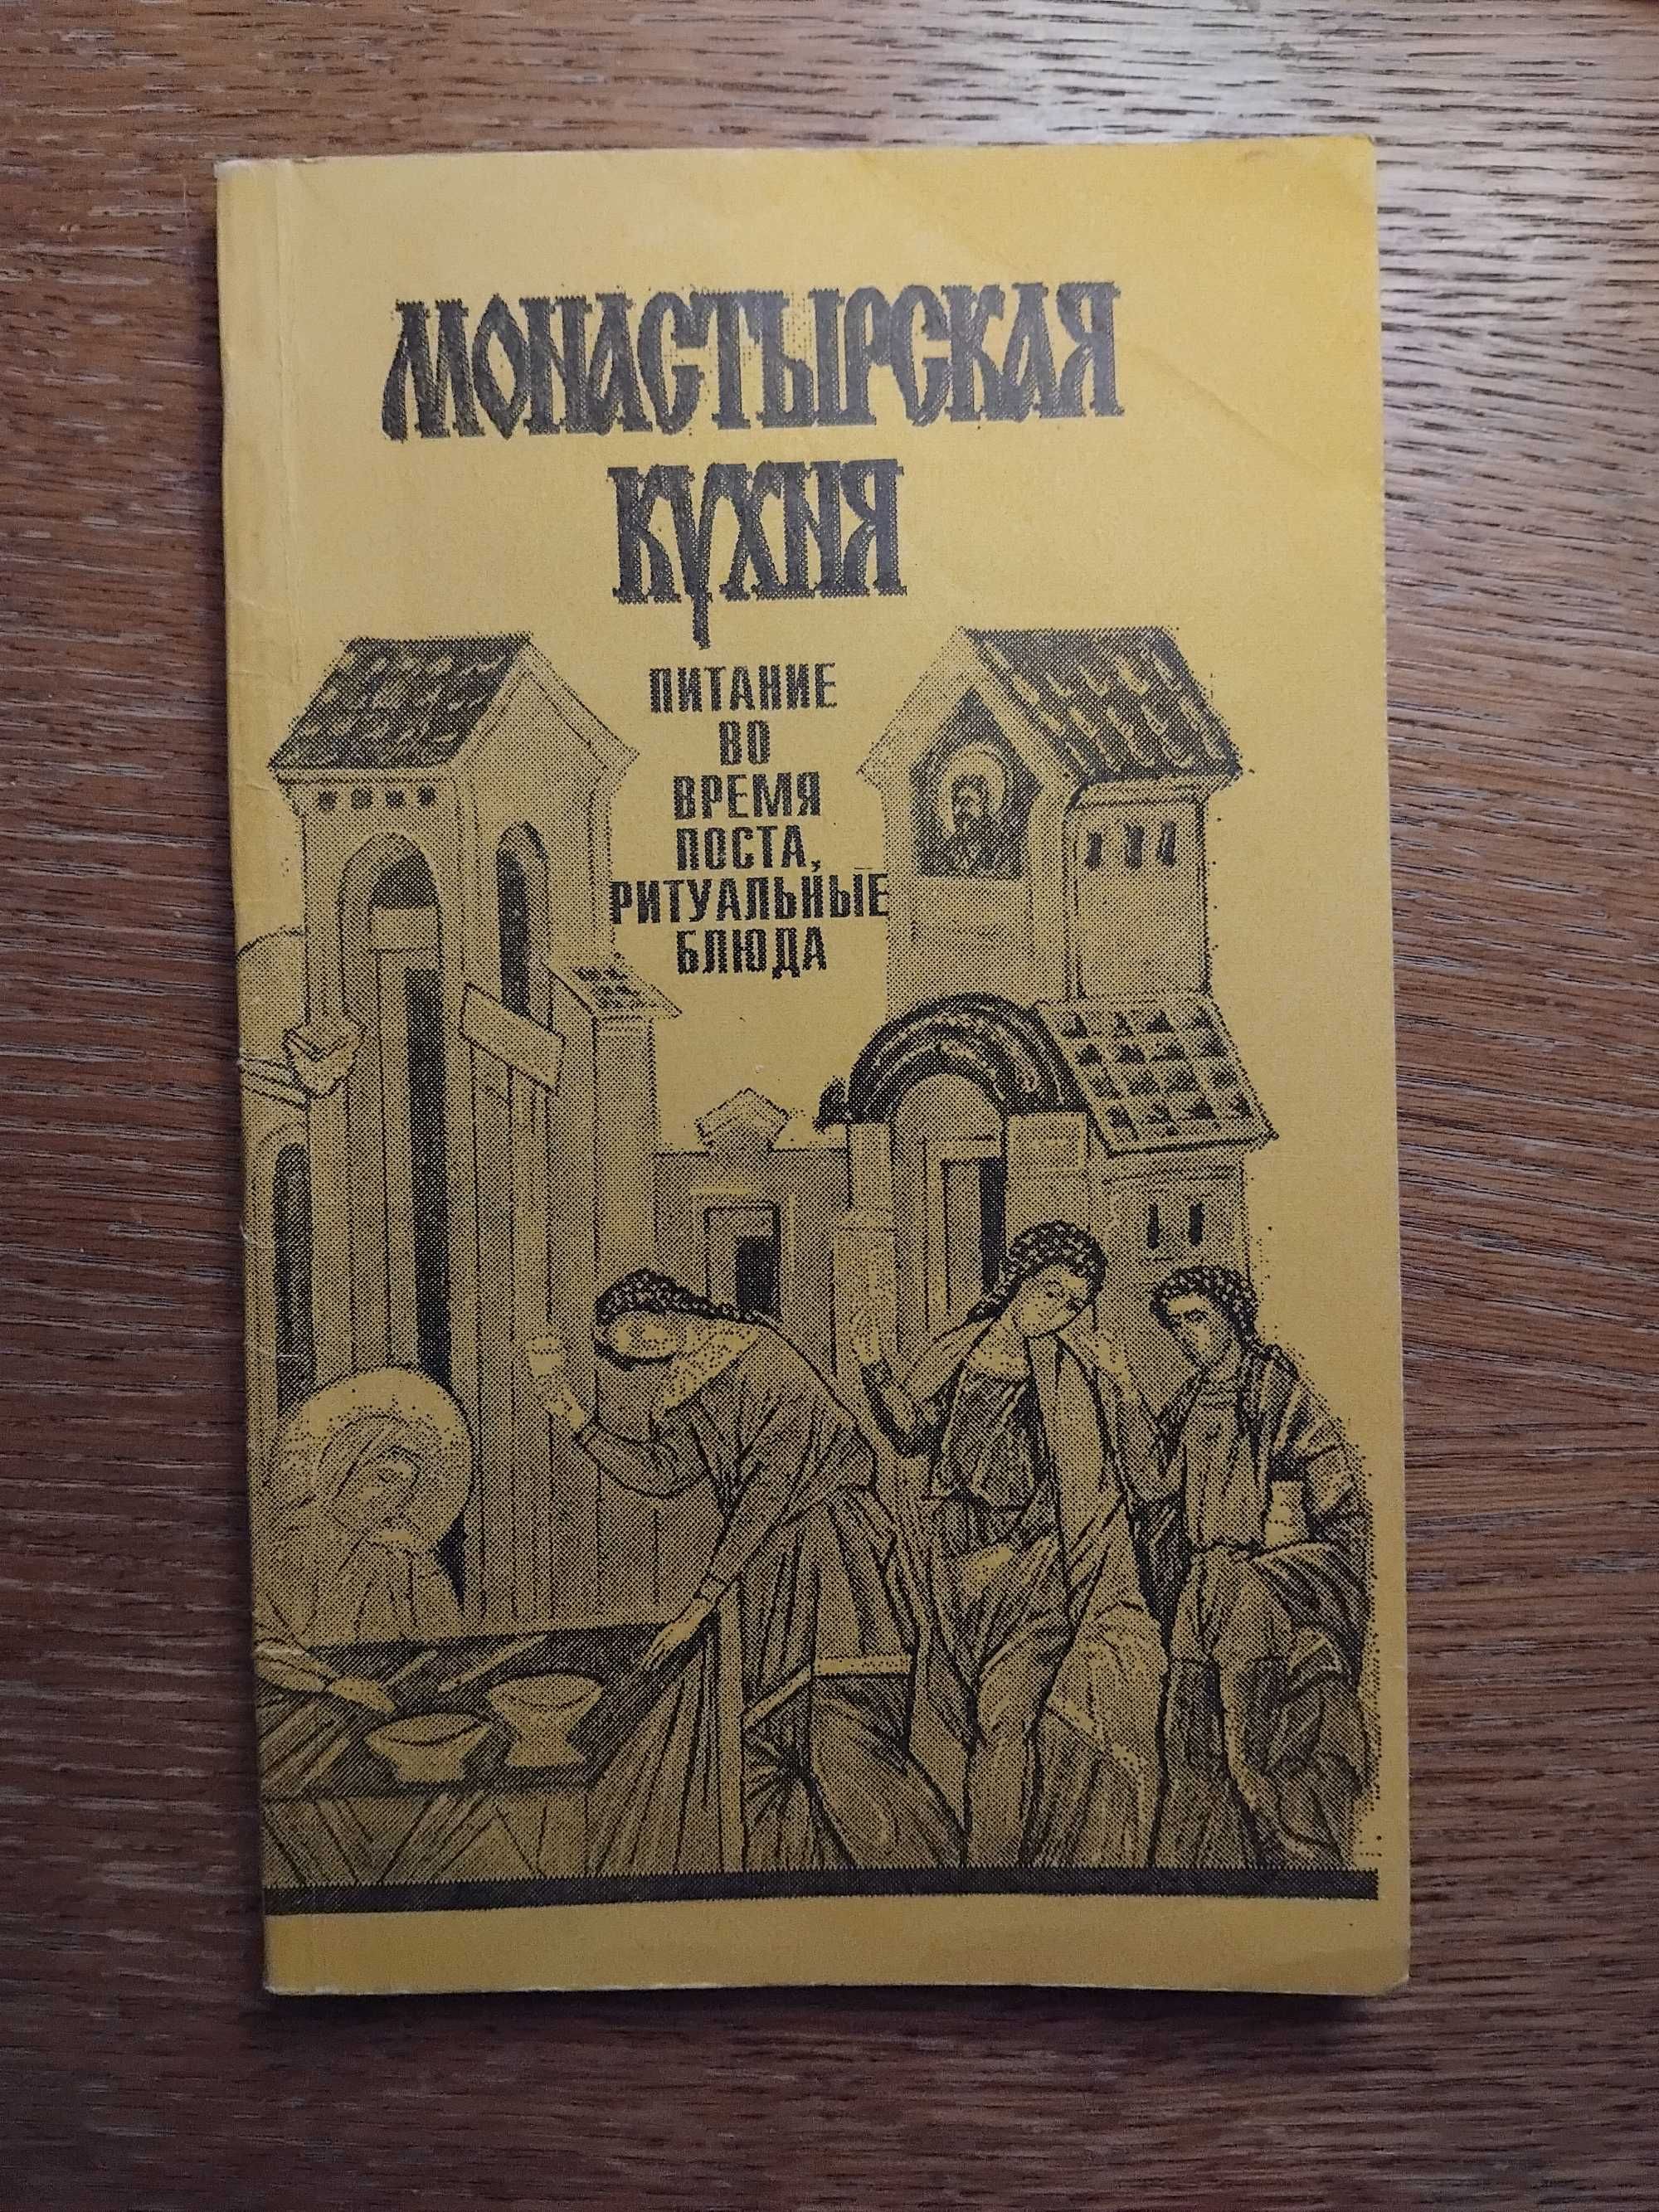 МОНАСТЫРСКАЯ
КУХНЯ
ПИТАНИЕ
ВО
ВРЕМЯ
ПОСТА,
РИТУАЛЬНЫЕ
БЛЮДА